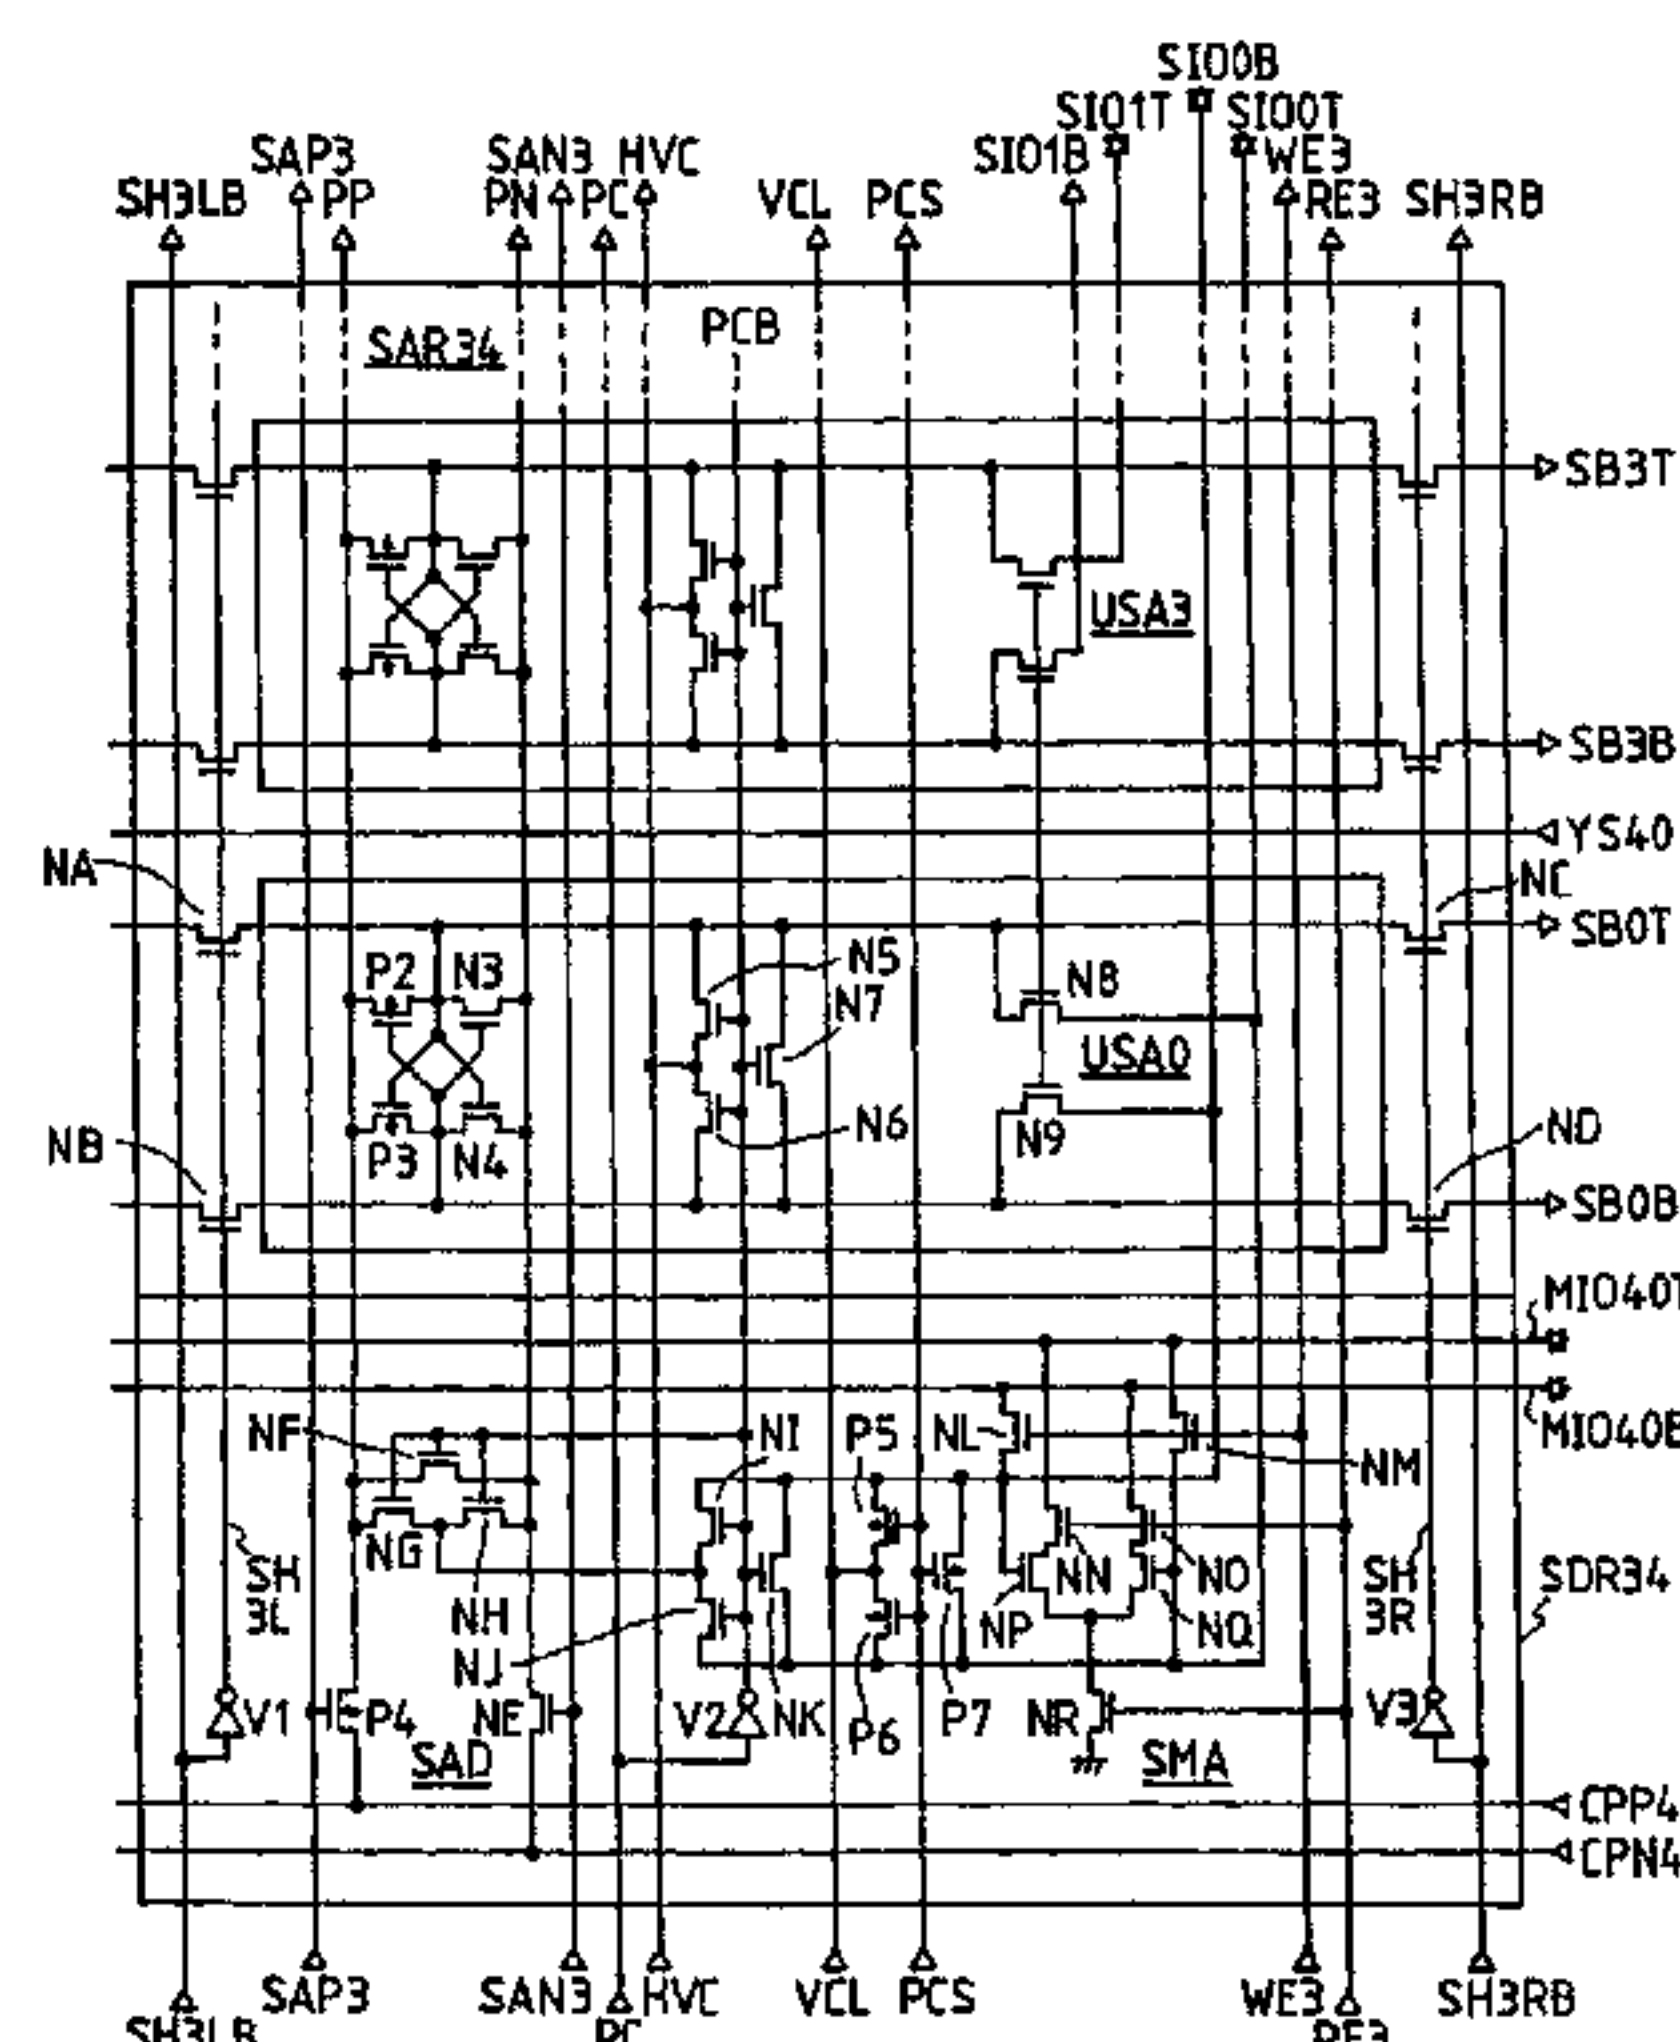 SIO0B
SIO1T SIO0T
SAP3 SAN3 HVC SIO1B WE3
SH3LB PP PN PC VCL PCS RE3 SH3RB
PCB
SAR34
SB3T
USA3
SB3B
YS40
NA NC
SB0T
P2 N3 N5 N8
N7
USA0
N6 ND
NB P3 N4 N9
SB0B
MIO40T
NF NI P5 NL MIO40B
NM
NG NN NO SDR34
SH 3L SH 3R
NH NP NQ
NJ
V1 P4 NE V2 NK P6 P7 NR V3
SAD SMA
CPP4
CPN4
SAP3 SAN3 HVC VCL PCS WE3 SH3RB
SH3LB PC RE3